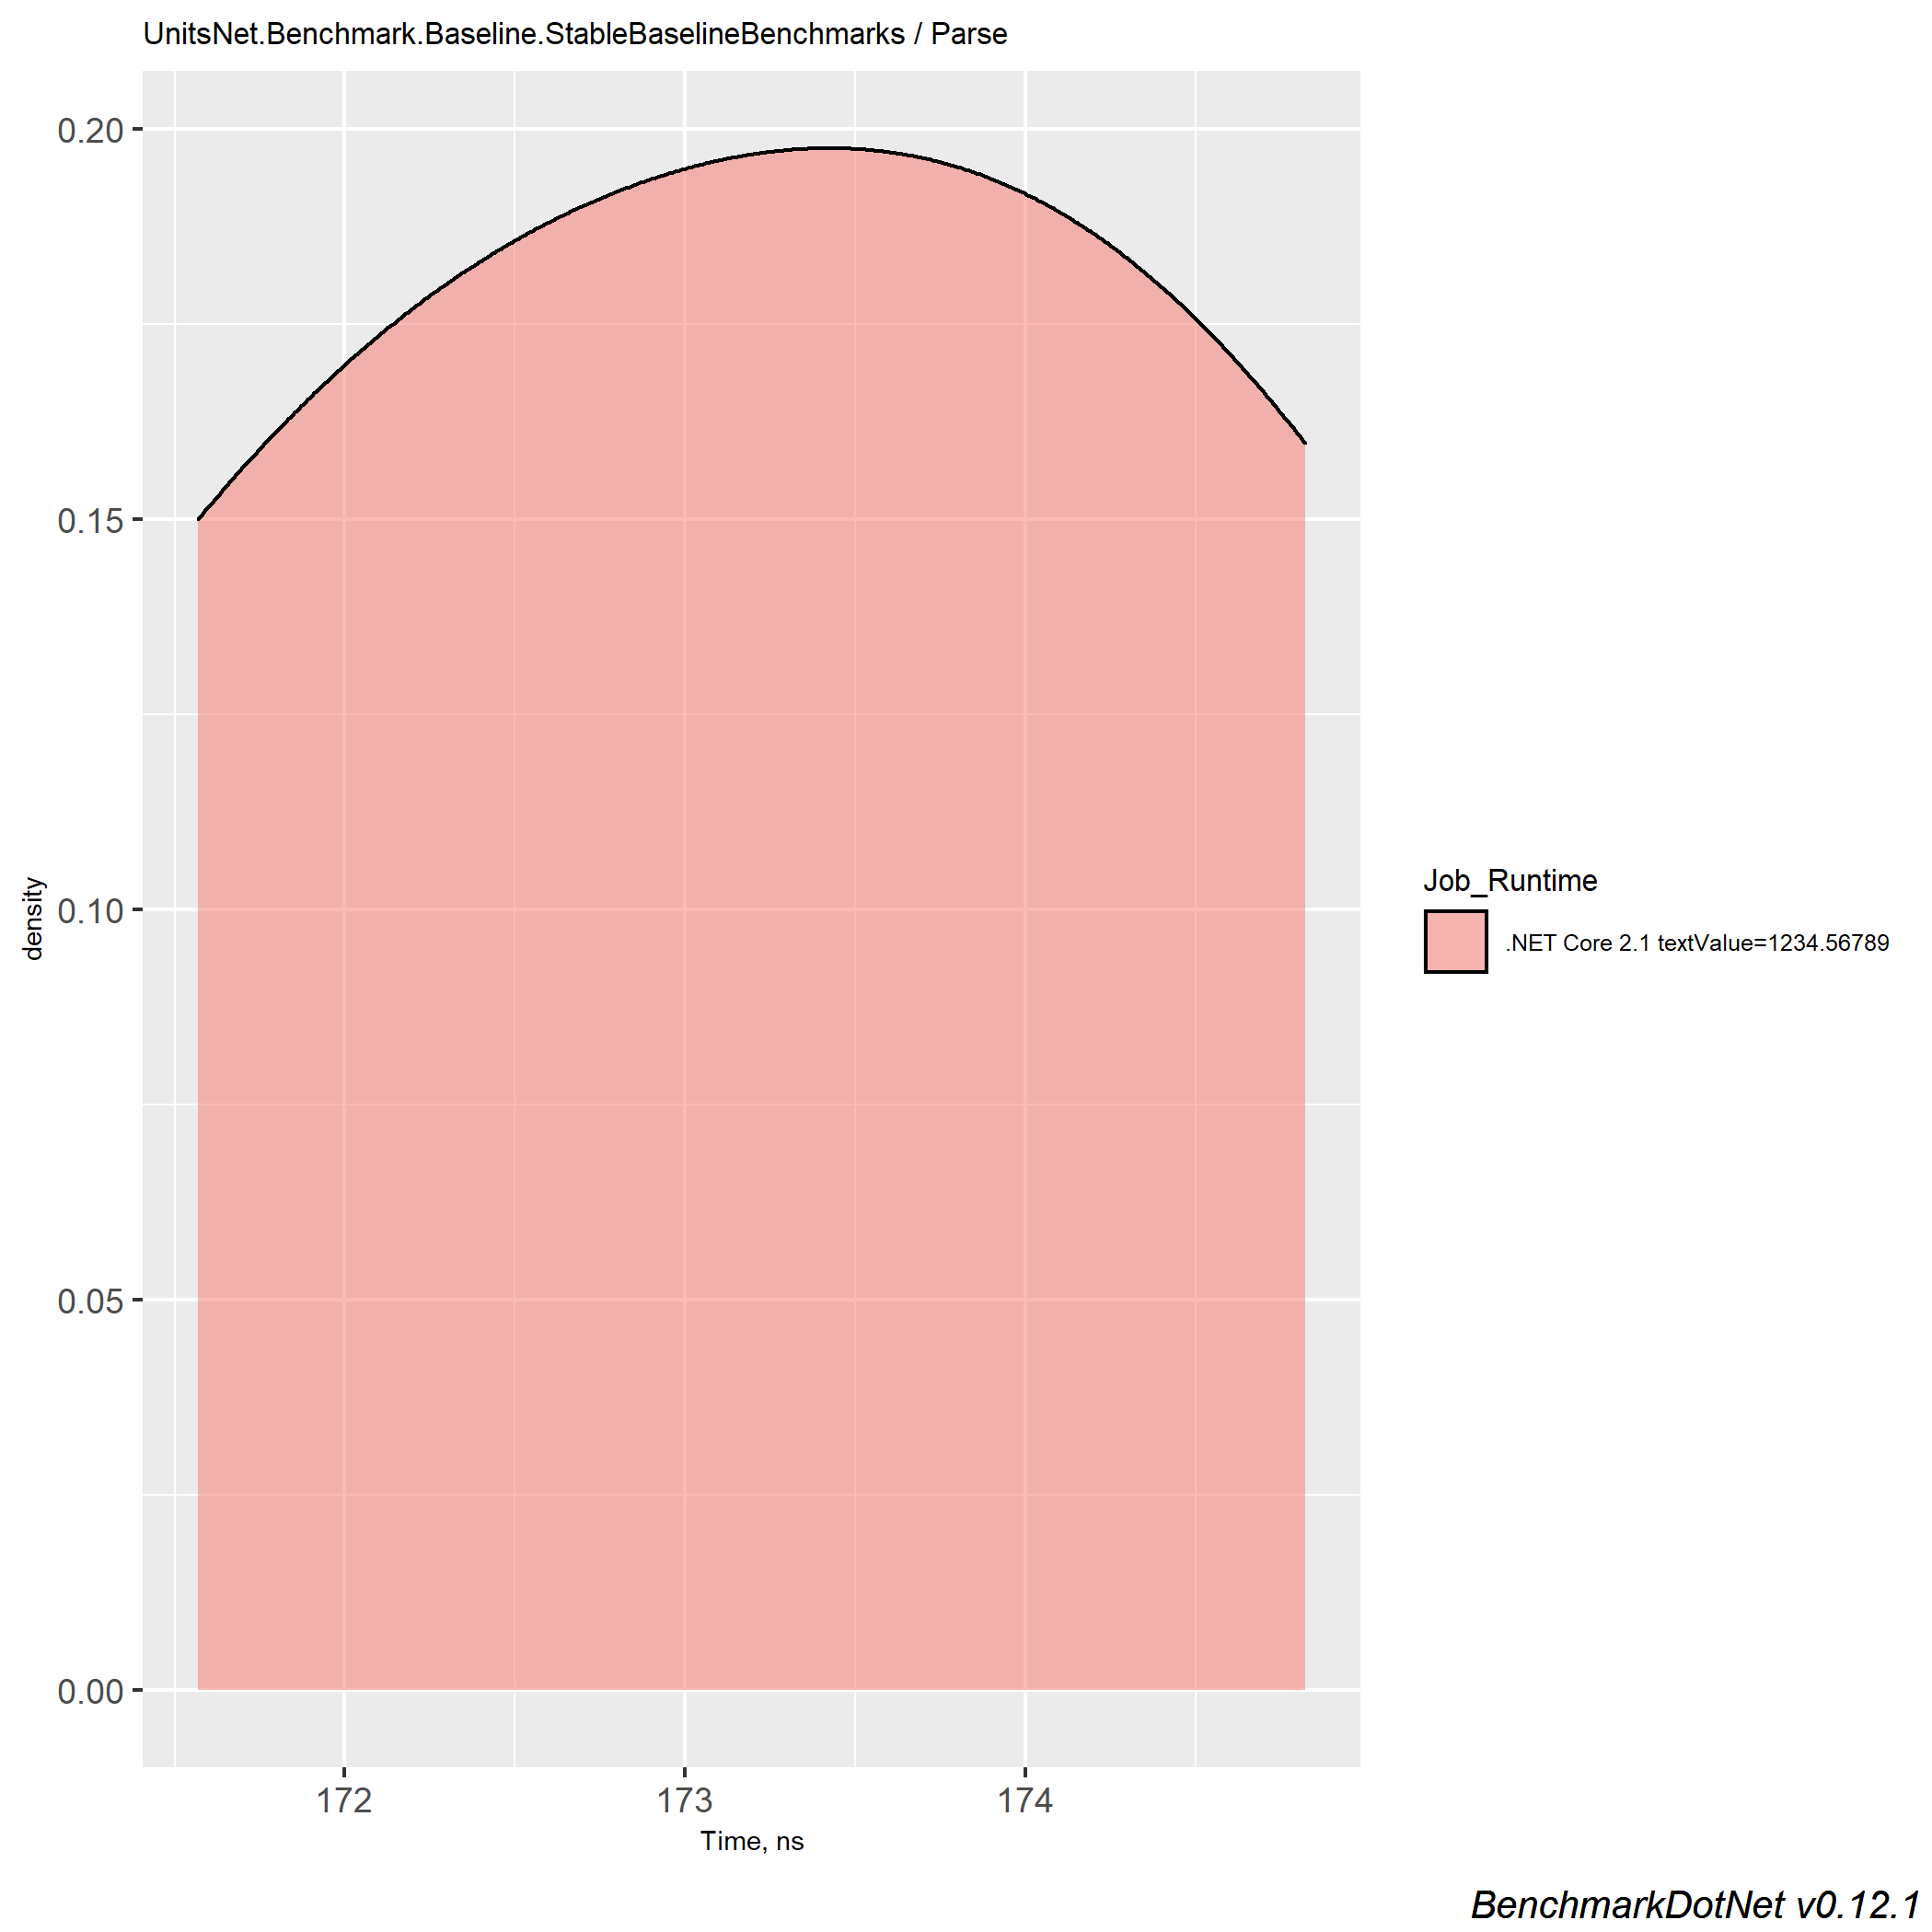 UnitsNet.Benchmark.Baseline.StableBaselineBenchmarks / Parse
0.20
0.15
0.10
0.05
0.00
density
172 173 174
Time, ns
Job_Runtime
.NET Core 2.1 textValue=1234.56789
BenchmarkDotNet v0.12.1